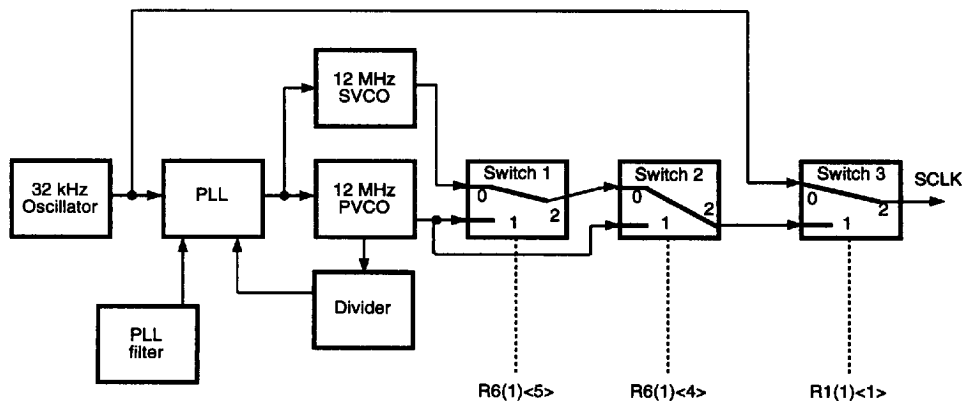 12 MHz
SVCO
32 kHz
Oscillator
PLL
12 MHz
PVCO
Switch 1
0
1
2
Switch 2
0
1
2
Switch 3
0
1
2
SCLK
PLL
filter
Divider
R6(1)<5>
R6(1)<4>
R1(1)<1>